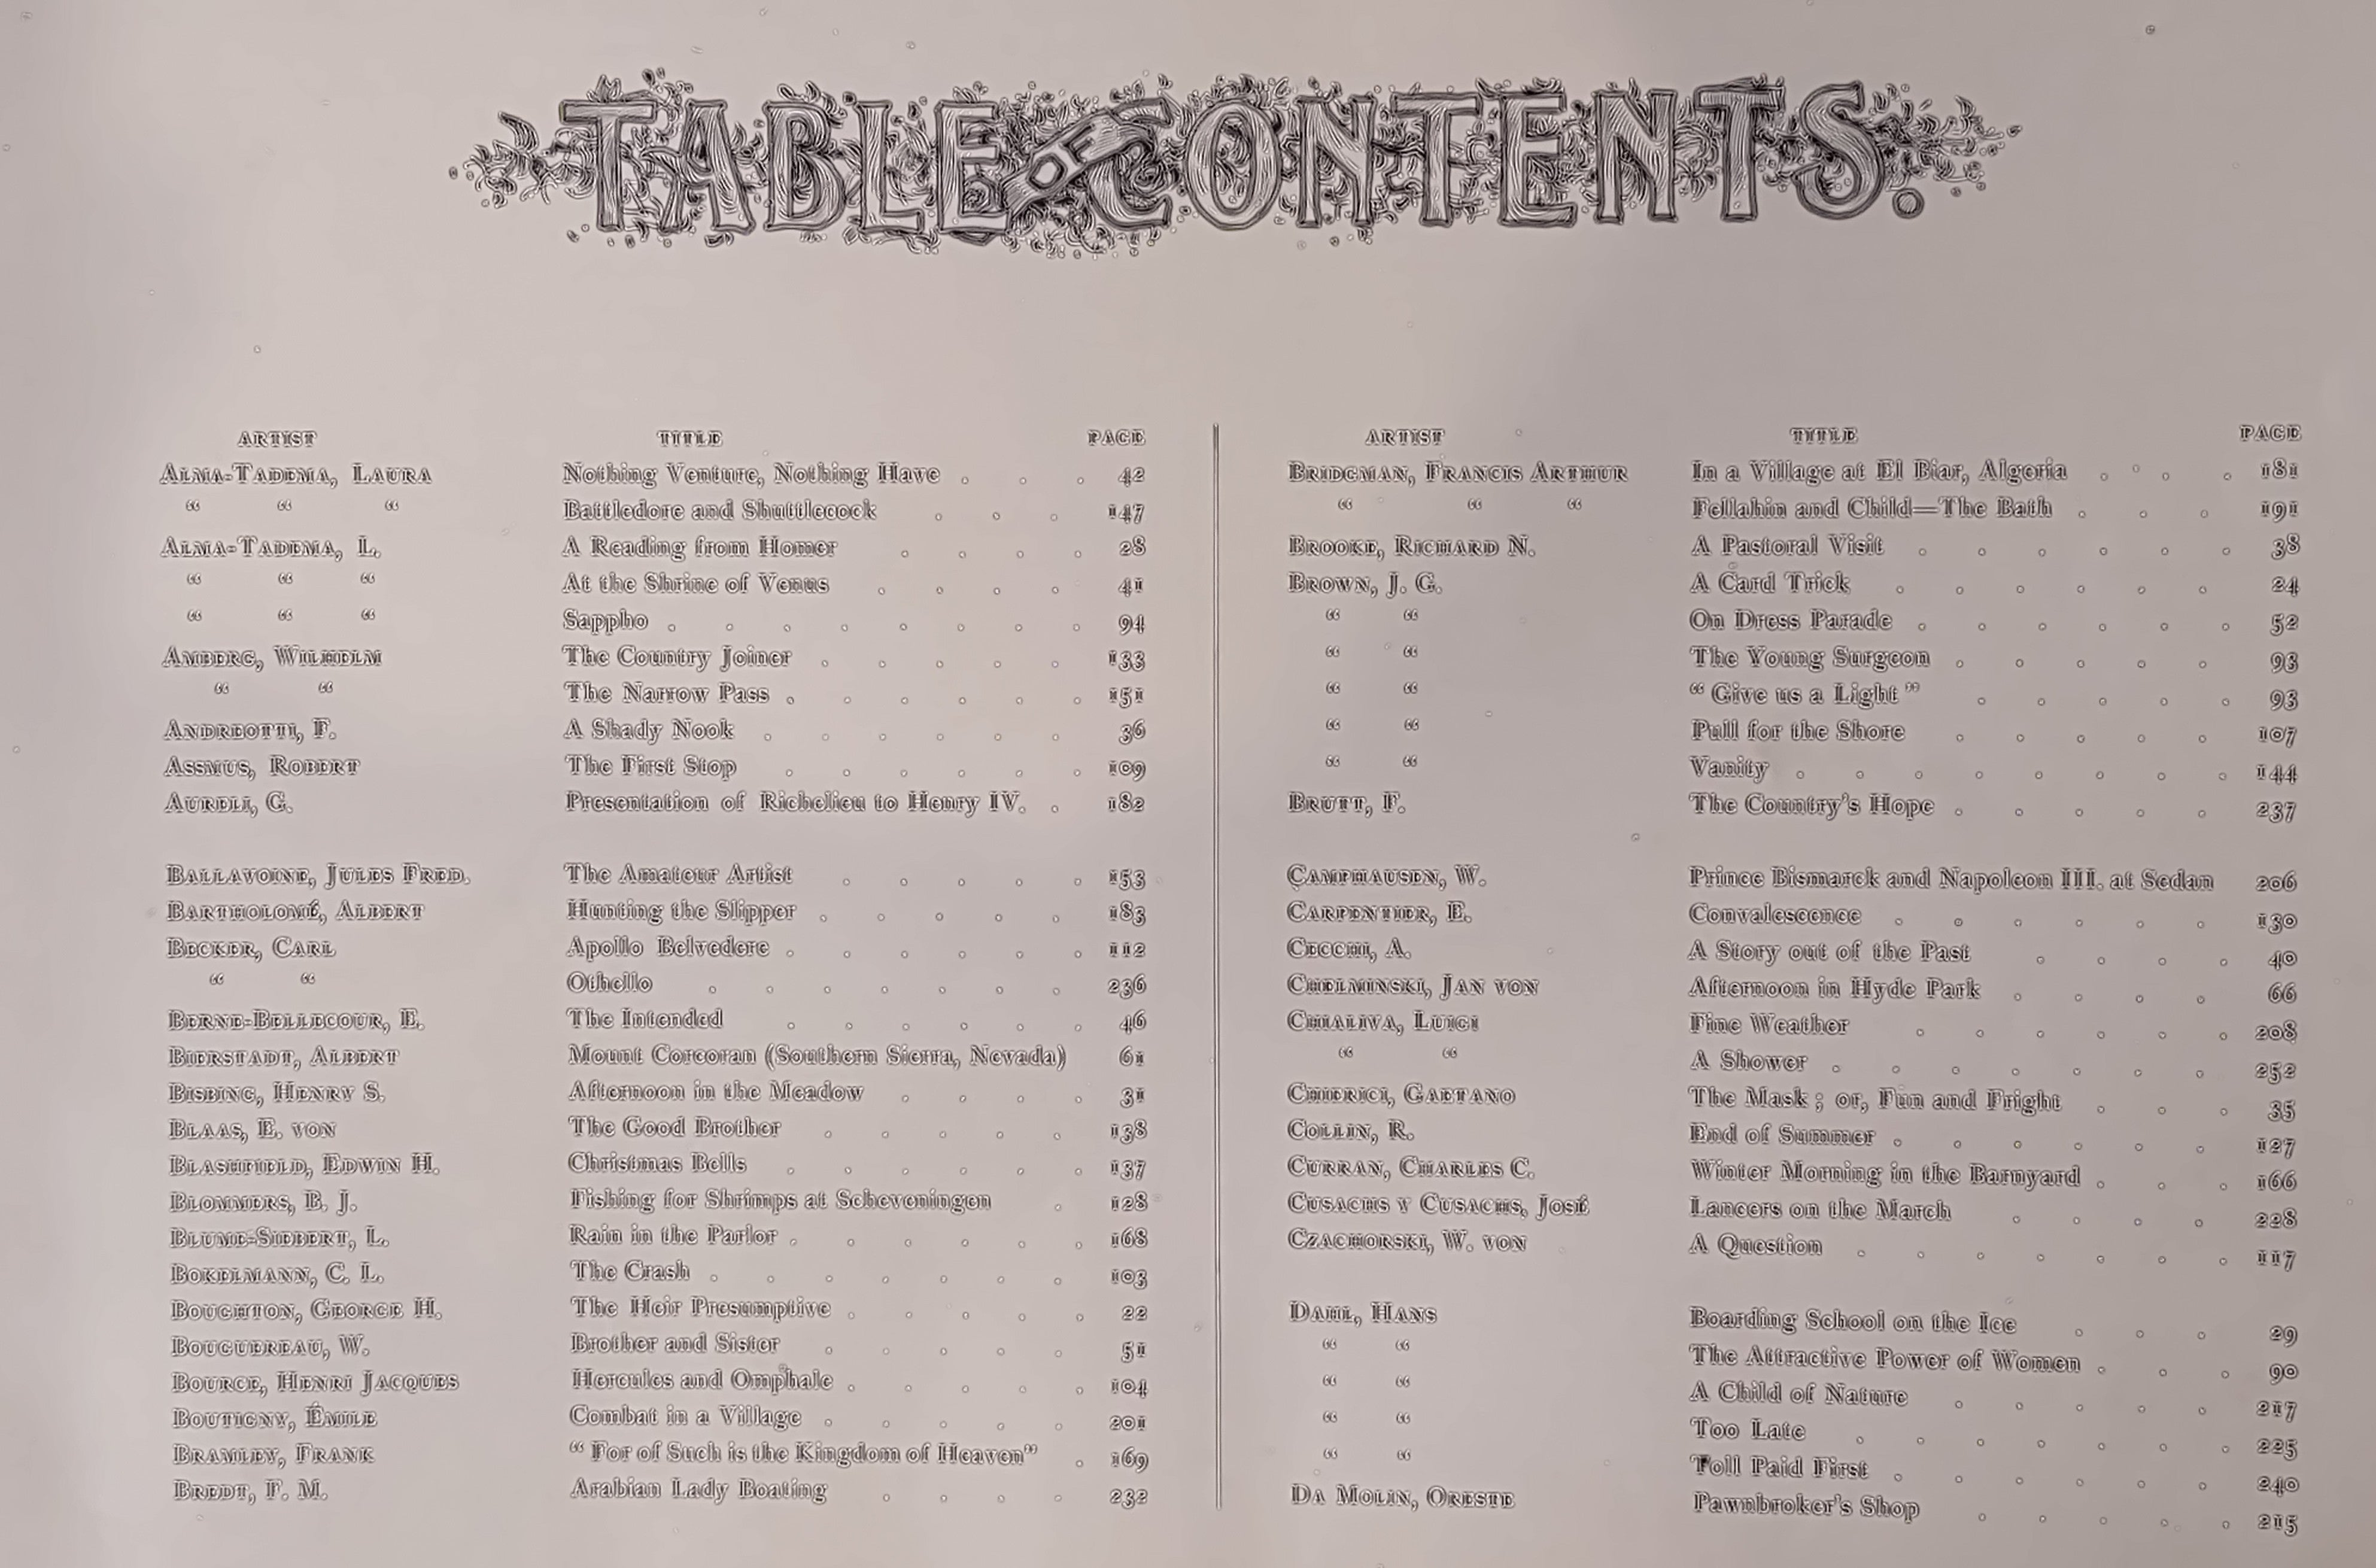 TABLE OF CONTENTS.
ARTIST TITLE PAGE
ALMA-TADEMA, LAURA Nothing Venture, Nothing Have . . . 42
“ “ “ Battledore and Shuttlecock . . . 147
ALMA-TADEMA, L. A Reading from Homer . . . . 28
“ “ “ At the Shrine of Venus . . . . 41
“ “ “ Sappho . . . . . . . . 94
AMBERG, WILHELM The Country Joiner . . . . . 133
“ “ The Narrow Pass . . . . . . 151
ANDREOTTI, F. A Shady Nook . . . . . . 36
ASSMUS, ROBERT The First Stop . . . . . . 109
AURELI, G. Presentation of Richelieu to Henry IV. . 182
BALLAVOINE, JULES FRED. The Amateur Artist . . . . . 153
BARTHOLOMÉ, ALBERT Hunting the Slipper . . . . . 183
BECKER, CARL Apollo Belvedere . . . . . . 112
“ “ Othello . . . . . . . 236
BERNE-BELLECOUR, E. The Intended . . . . . . 46
BIERSTADT, ALBERT Mount Corcoran (Southern Sierra, Nevada) 61
BISBING, HENRY S. Afternoon in the Meadow . . . . 31
BLAAS, E. VON The Good Brother . . . . . 138
BLASHFIELD, EDWIN H. Christmas Bells . . . . . . 137
BLOMMERS, B. J. Fishing for Shrimps at Scheveningen . 128
BLUME-SIEBERT, L. Rain in the Parlor . . . . . . 168
BOKELMANN, C. L. The Crash . . . . . . . 103
BOUGHTON, GEORGE H. The Heir Presumptive . . . . . 22
BOUGUEREAU, W. Brother and Sister . . . . . 51
BOURCE, HENRI JACQUES Hercules and Omphale . . . . . 104
BOUTIGNY, ÉMILE Combat in a Village . . . . . 201
BRAMLEY, FRANK “ For of Such is the Kingdom of Heaven” . 169
BREDT, F. M. Arabian Lady Boating . . . . 232
ARTIST TITLE PAGE
BRIDGMAN, FRANCIS ARTHUR In a Village at El Biar, Algeria . . . 181
“ “ “ Fellahin and Child—The Bath . . . 191
BROOKE, RICHARD N. A Pastoral Visit . . . . . . 38
BROWN, J. G. A Card Trick . . . . . . 24
“ “ On Dress Parade . . . . . . 52
“ “ The Young Surgeon . . . . . 93
“ “ “ Give us a Light ” . . . . . 93
“ “ Pull for the Shore . . . . . 107
“ “ Vanity . . . . . . . . 144
BRUTT, F. The Country's Hope . . . . . 237
CAMPHAUSEN, W. Prince Bismarck and Napoleon III. at Sedan 206
CARPENTIER, E. Convalescence . . . . . . 130
CECCHI, A. A Story out of the Past . . . . 40
CHELMINSKI, JAN VON Afternoon in Hyde Park . . . . 66
CHIALIVA, LUIGI Fine Weather . . . . . . 208
“ “ A Shower . . . . . . . 252
CHIERICI, GAETANO The Mask ; or, Fun and Fright . . . 35
COLLIN, R. End of Summer . . . . . . 127
CURRAN, CHARLES C. Winter Morning in the Barnyard . . . 166
CUSACHS Y CUSACHS, JOSÉ Lancers on the March . . . . 228
CZACHORSKI, W. VON A Question . . . . . . . 117
DAHL, HANS Boarding School on the Ice . . . 29
“ “ The Attractive Power of Women . . . 90
“ “ A Child of Nature . . . . . 217
“ “ Too Late . . . . . . . 225
“ “ Toll Paid First . . . . . . 240
DA MOLIN, ORESTE Pawnbroker's Shop . . . . . 215